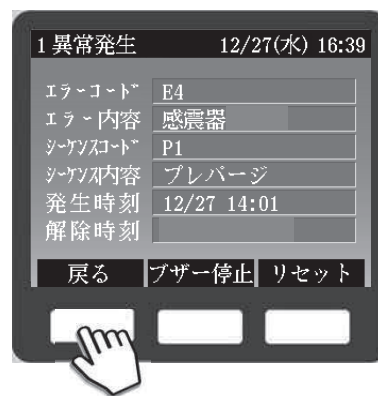 1 異常発生 12/27(水) 16:39
エラーコード E4
エラー内容 感震器
シーケンスコード P1
シーケンス内容 プレパージ
発生時刻 12/27 14:01
解除時刻
戻る ブザー停止 リセット